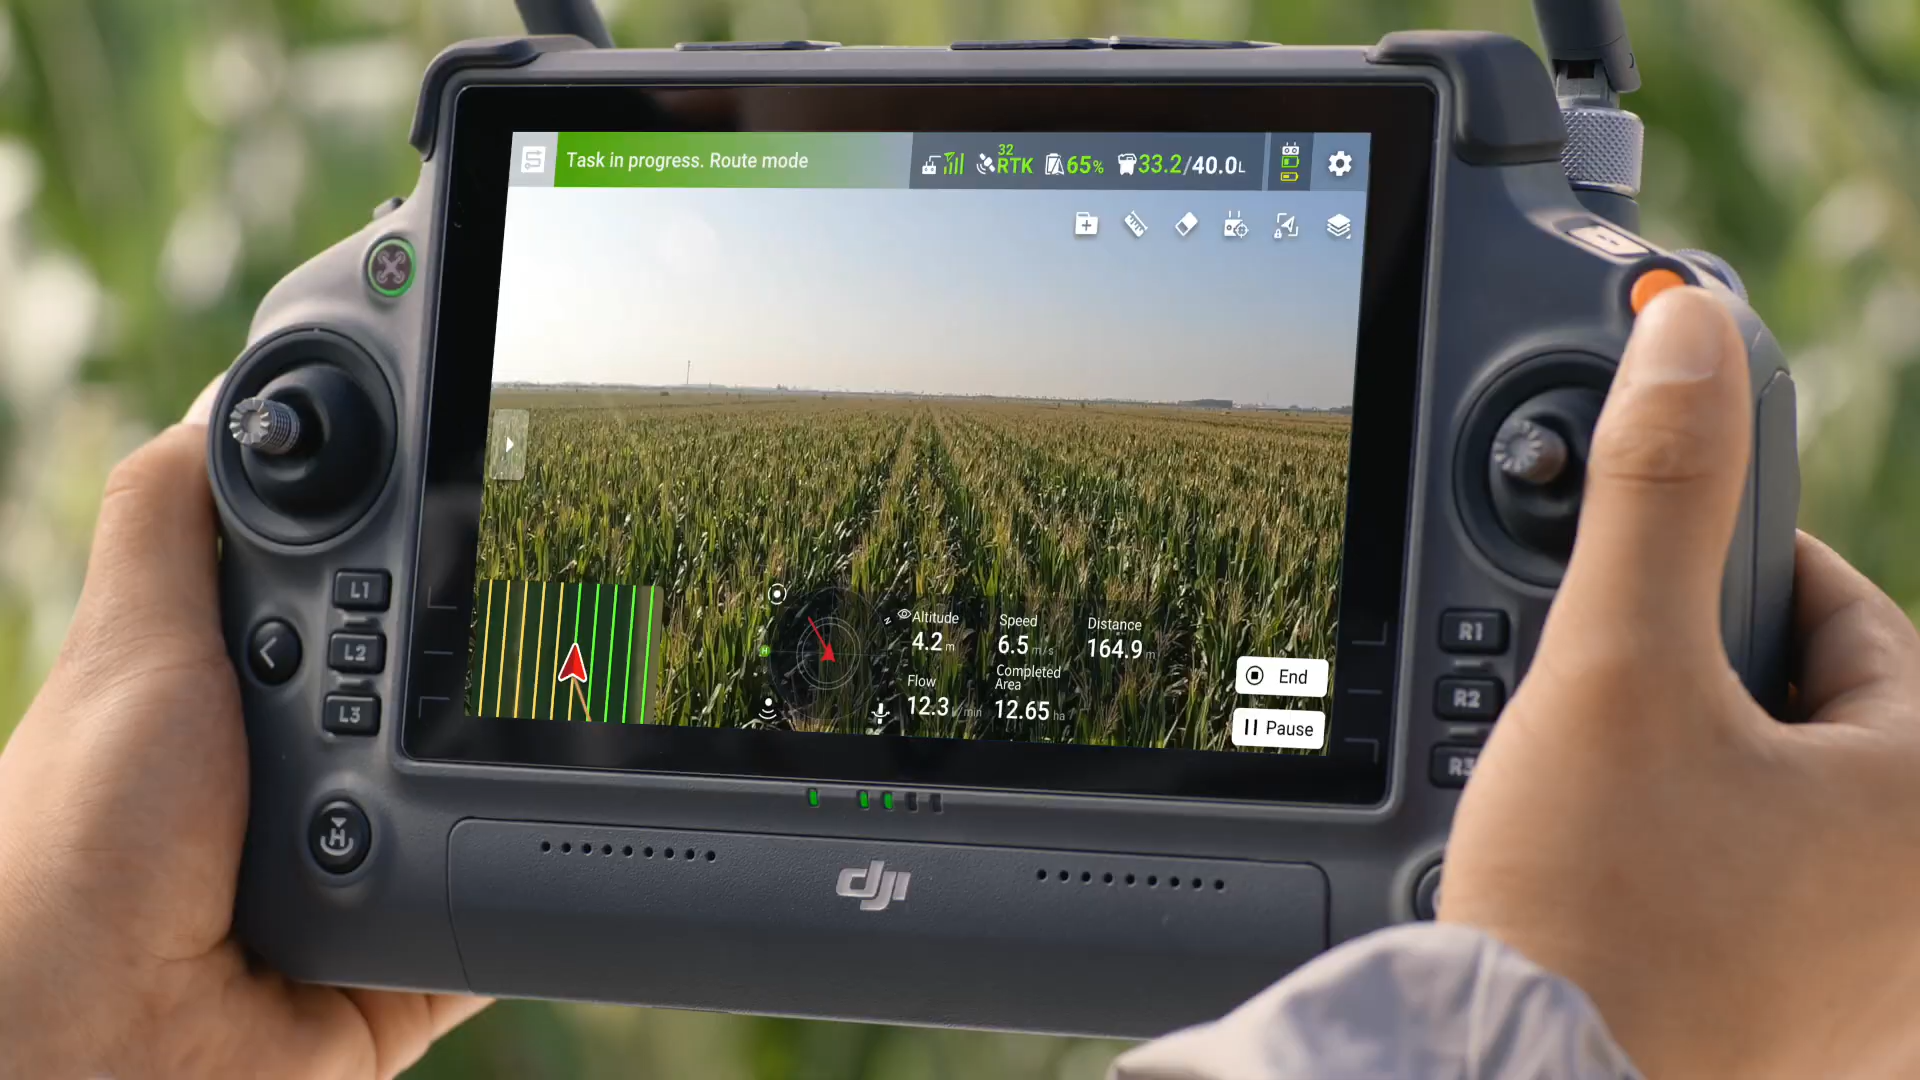 Task in progress. Route mode
32
RTK
65%
33.2/40.0L
N
H
Altitude
4.2 m
Speed
6.5 m/s
Distance
164.9 m
Flow
12.3 L/min
Completed
Area
12.65 ha
End
Pause
L1
L2
L3
R1
R2
R3
H
dji